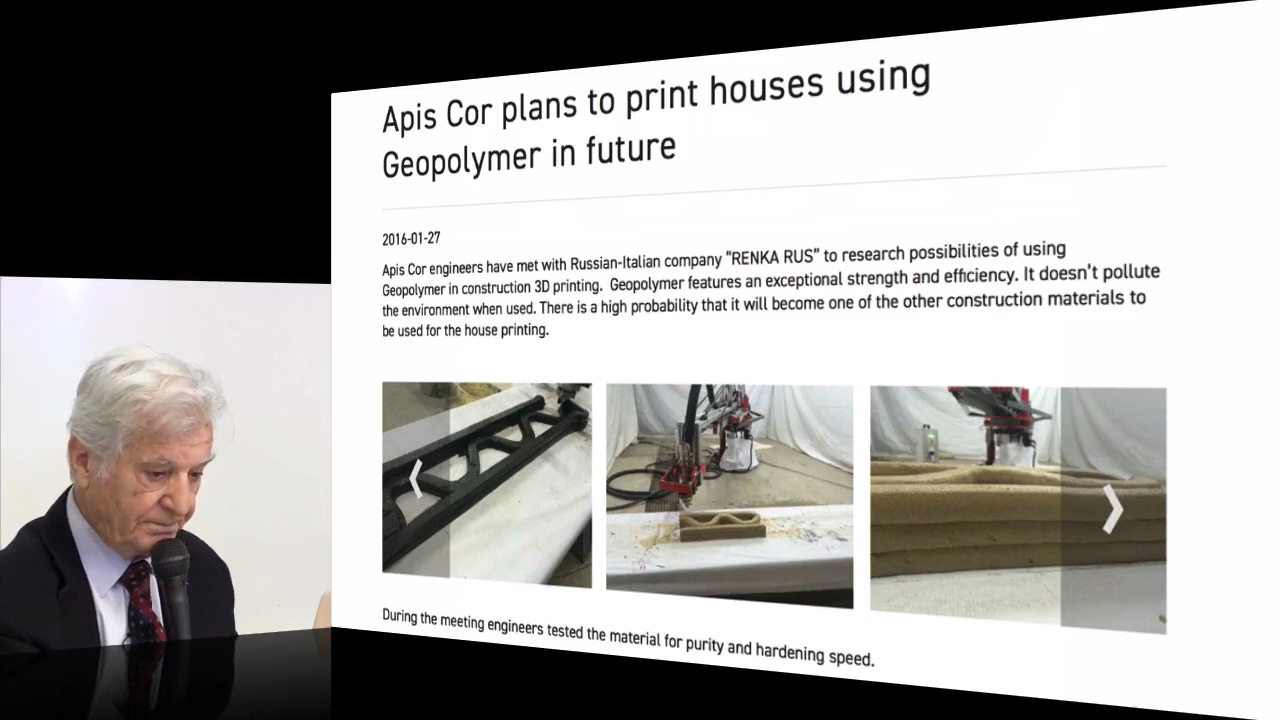 Apis Cor plans to print houses using
Geopolymer in future
2016-01-27
Apis Cor engineers have met with Russian-Italian company "RENKA RUS" to research possibilities of using
Geopolymer in construction 3D printing. Geopolymer features an exceptional strength and efficiency. It doesn't pollute
the environment when used. There is a high probability that it will become one of the other construction materials to
be used for the house printing.
During the meeting engineers tested the material for purity and hardening speed.